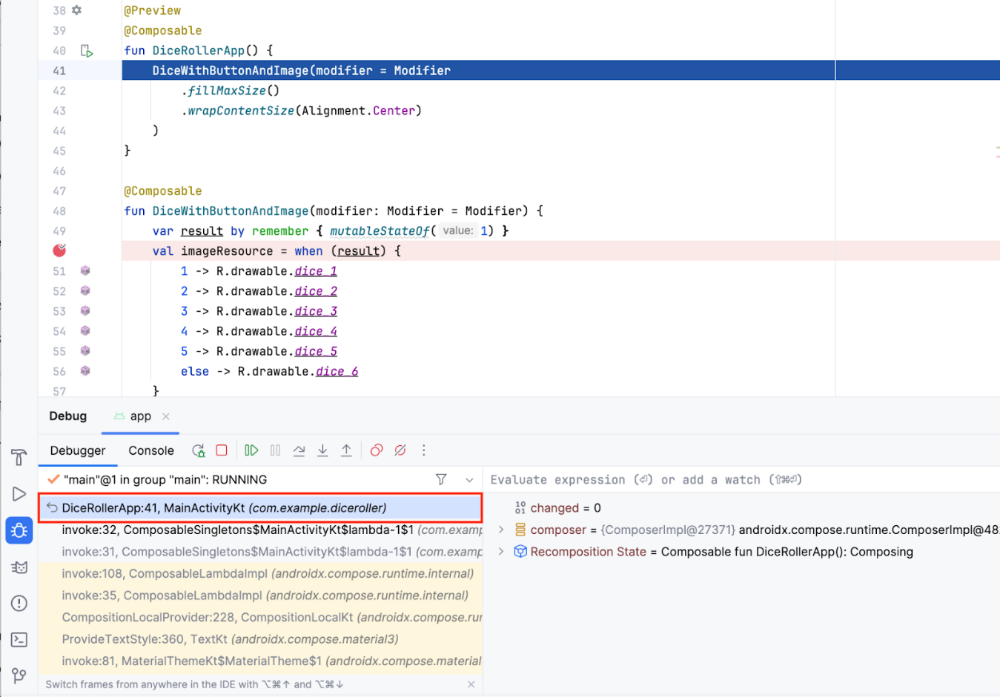 38 @Preview
39 @Composable
40 fun DiceRollerApp() {
41 DiceWithButtonAndImage(modifier = Modifier
42 .fillMaxSize()
43 .wrapContentSize(Alignment.Center)
44 )
45 }
46
47 @Composable
48 fun DiceWithButtonAndImage(modifier: Modifier = Modifier) {
49 var result by remember { mutableStateOf( value: 1) }
val imageResource = when (result) {
51 1 -> R.drawable.dice_1
52 2 -> R.drawable.dice_2
53 3 -> R.drawable.dice_3
54 4 -> R.drawable.dice_4
55 5 -> R.drawable.dice_5
56 else -> R.drawable.dice_6
57 }
Debug app
Debugger Console
"main"@1 in group "main": RUNNING
DiceRollerApp:41, MainActivityKt (com.example.diceroller)
invoke:32, ComposableSingletons$MainActivityKt$lambda-1$1 (com.examp
invoke:31, ComposableSingletons$MainActivityKt$lambda-1$1 (com.examp
invoke:108, ComposableLambdaImpl (androidx.compose.runtime.internal)
invoke:35, ComposableLambdaImpl (androidx.compose.runtime.internal)
CompositionLocalProvider:228, CompositionLocalKt (androidx.compose.rur
ProvideTextStyle:360, TextKt (androidx.compose.material3)
invoke:81, MaterialThemeKt$MaterialTheme$1 (androidx.compose.material
Switch frames from anywhere in the IDE with ⌥⌘↑ and ⌥⌘↓
Evaluate expression (⏎) or add a watch (⇧⌘⏎)
changed = 0
composer = {ComposerImpl@27371} androidx.compose.runtime.ComposerImpl@48
Recomposition State = Composable fun DiceRollerApp(): Composing